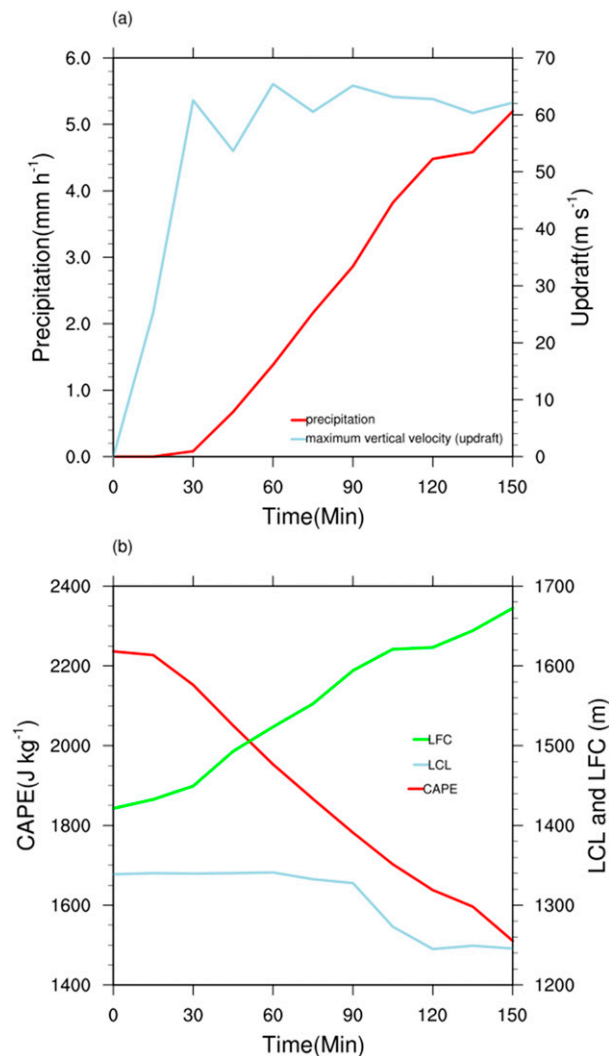 (a)
6.0
5.0
4.0
3.0
2.0
1.0
0.0
Precipitation(mm h⁻¹)
70
60
50
40
30
20
10
0
Updraft(m s⁻¹)
precipitation
maximum vertical velocity (updraft)
0 30 60 90 120 150
Time(Min)
(b)
2400
2200
2000
1800
1600
1400
CAPE(J kg⁻¹)
1700
1600
1500
1400
1300
1200
LCL and LFC (m)
LFC
LCL
CAPE
0 30 60 90 120 150
Time(Min)